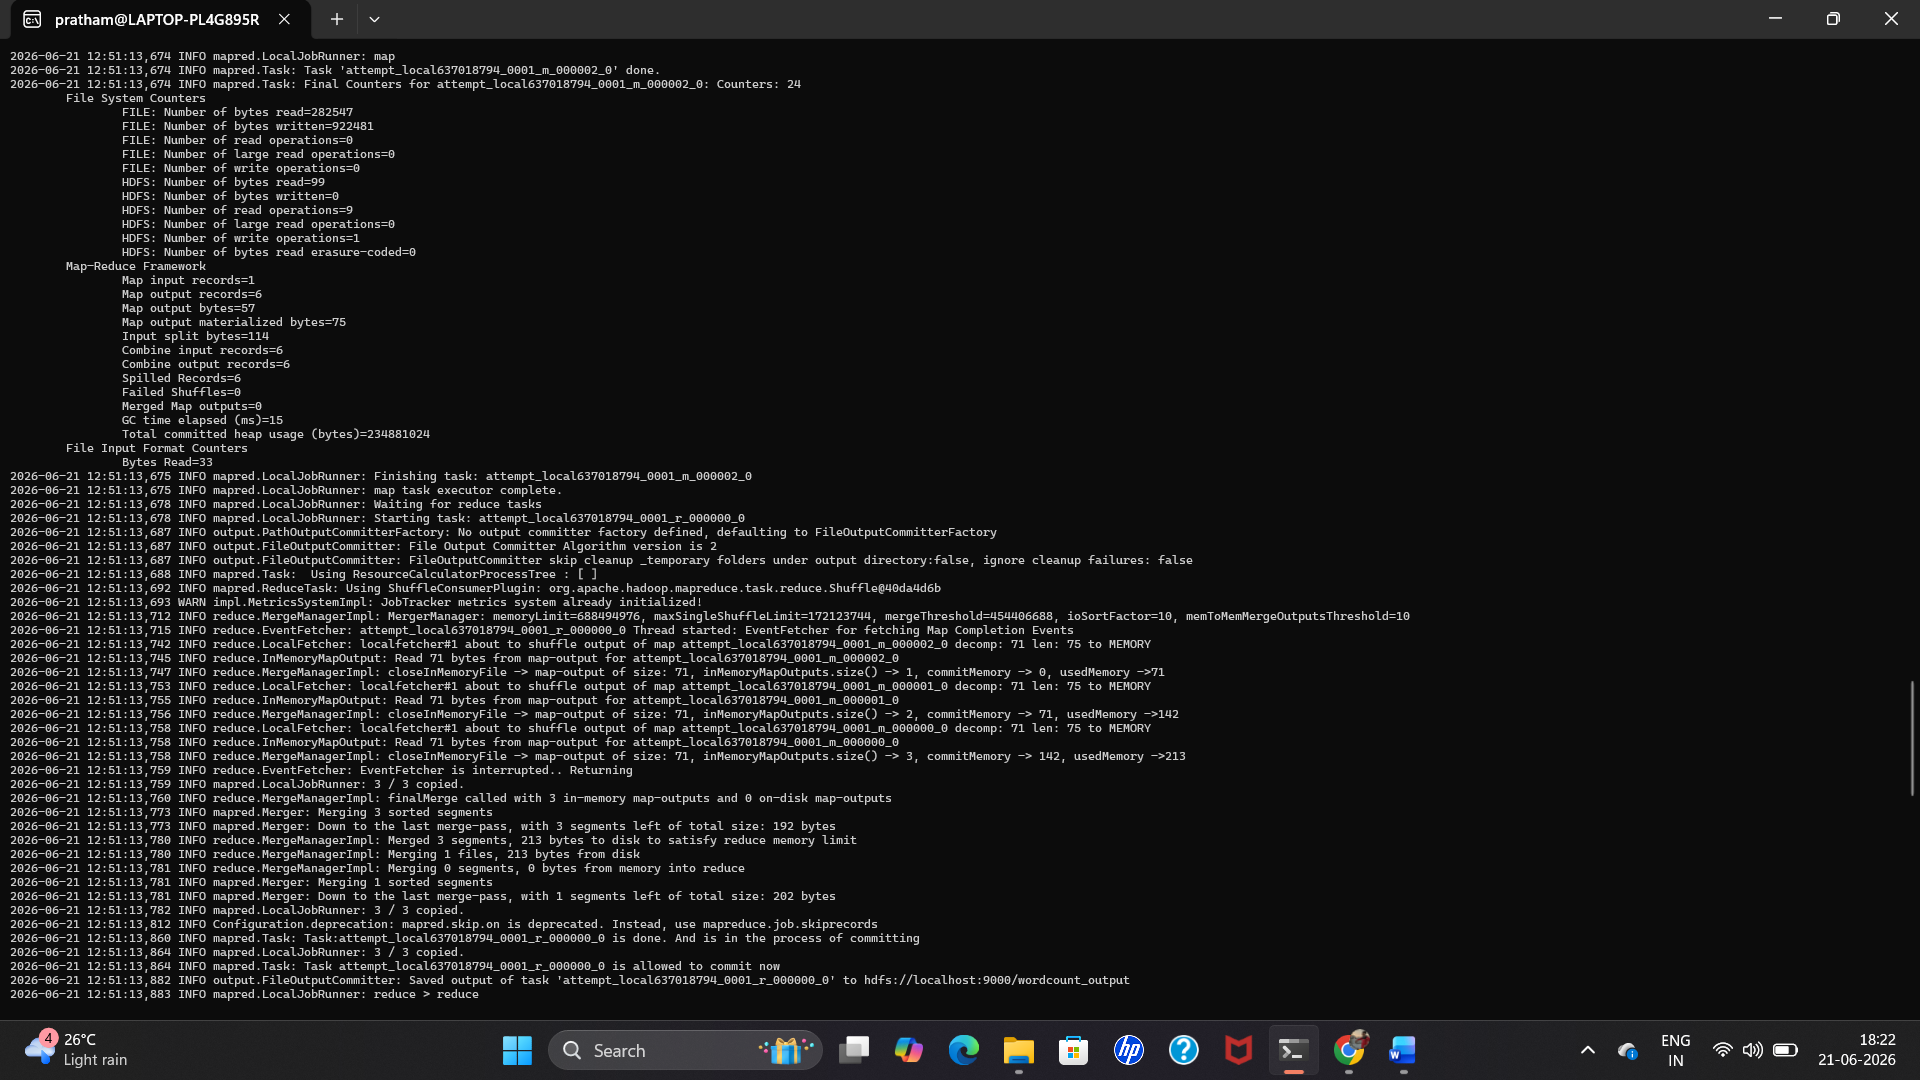 pratham@LAPTOP-PL4G895R
2026-06-21 12:51:13,674 INFO mapred.LocalJobRunner: map
2026-06-21 12:51:13,674 INFO mapred.Task: Task 'attempt_local637018794_0001_m_000002_0' done.
2026-06-21 12:51:13,674 INFO mapred.Task: Final Counters for attempt_local637018794_0001_m_000002_0: Counters: 24
File System Counters
FILE: Number of bytes read=282547
FILE: Number of bytes written=922481
FILE: Number of read operations=0
FILE: Number of large read operations=0
FILE: Number of write operations=0
HDFS: Number of bytes read=99
HDFS: Number of bytes written=0
HDFS: Number of read operations=9
HDFS: Number of large read operations=0
HDFS: Number of write operations=1
HDFS: Number of bytes read erasure-coded=0
Map-Reduce Framework
Map input records=1
Map output records=6
Map output bytes=57
Map output materialized bytes=75
Input split bytes=114
Combine input records=6
Combine output records=6
Spilled Records=6
Failed Shuffles=0
Merged Map outputs=0
GC time elapsed (ms)=15
Total committed heap usage (bytes)=234881024
File Input Format Counters
Bytes Read=33
2026-06-21 12:51:13,675 INFO mapred.LocalJobRunner: Finishing task: attempt_local637018794_0001_m_000002_0
2026-06-21 12:51:13,675 INFO mapred.LocalJobRunner: map task executor complete.
2026-06-21 12:51:13,678 INFO mapred.LocalJobRunner: Waiting for reduce tasks
2026-06-21 12:51:13,678 INFO mapred.LocalJobRunner: Starting task: attempt_local637018794_0001_r_000000_0
2026-06-21 12:51:13,687 INFO output.PathOutputCommitterFactory: No output committer factory defined, defaulting to FileOutputCommitterFactory
2026-06-21 12:51:13,687 INFO output.FileOutputCommitter: File Output Committer Algorithm version is 2
2026-06-21 12:51:13,687 INFO output.FileOutputCommitter: FileOutputCommitter skip cleanup _temporary folders under output directory:false, ignore cleanup failures: false
2026-06-21 12:51:13,688 INFO mapred.Task:  Using ResourceCalculatorProcessTree : [ ]
2026-06-21 12:51:13,692 INFO mapred.ReduceTask: Using ShuffleConsumerPlugin: org.apache.hadoop.mapreduce.task.reduce.Shuffle@40da4d6b
2026-06-21 12:51:13,693 WARN impl.MetricsSystemImpl: JobTracker metrics system already initialized!
2026-06-21 12:51:13,712 INFO reduce.MergeManagerImpl: MergerManager: memoryLimit=688494976, maxSingleShuffleLimit=172123744, mergeThreshold=454406688, ioSortFactor=10, memToMemMergeOutputsThreshold=10
2026-06-21 12:51:13,715 INFO reduce.EventFetcher: attempt_local637018794_0001_r_000000_0 Thread started: EventFetcher for fetching Map Completion Events
2026-06-21 12:51:13,742 INFO reduce.LocalFetcher: localfetcher#1 about to shuffle output of map attempt_local637018794_0001_m_000002_0 decomp: 71 len: 75 to MEMORY
2026-06-21 12:51:13,745 INFO reduce.InMemoryMapOutput: Read 71 bytes from map-output for attempt_local637018794_0001_m_000002_0
2026-06-21 12:51:13,747 INFO reduce.MergeManagerImpl: closeInMemoryFile -> map-output of size: 71, inMemoryMapOutputs.size() -> 1, commitMemory -> 0, usedMemory ->71
2026-06-21 12:51:13,753 INFO reduce.LocalFetcher: localfetcher#1 about to shuffle output of map attempt_local637018794_0001_m_000001_0 decomp: 71 len: 75 to MEMORY
2026-06-21 12:51:13,755 INFO reduce.InMemoryMapOutput: Read 71 bytes from map-output for attempt_local637018794_0001_m_000001_0
2026-06-21 12:51:13,756 INFO reduce.MergeManagerImpl: closeInMemoryFile -> map-output of size: 71, inMemoryMapOutputs.size() -> 2, commitMemory -> 71, usedMemory ->142
2026-06-21 12:51:13,758 INFO reduce.LocalFetcher: localfetcher#1 about to shuffle output of map attempt_local637018794_0001_m_000000_0 decomp: 71 len: 75 to MEMORY
2026-06-21 12:51:13,758 INFO reduce.InMemoryMapOutput: Read 71 bytes from map-output for attempt_local637018794_0001_m_000000_0
2026-06-21 12:51:13,758 INFO reduce.MergeManagerImpl: closeInMemoryFile -> map-output of size: 71, inMemoryMapOutputs.size() -> 3, commitMemory -> 142, usedMemory ->213
2026-06-21 12:51:13,759 INFO reduce.EventFetcher: EventFetcher is interrupted.. Returning
2026-06-21 12:51:13,759 INFO mapred.LocalJobRunner: 3 / 3 copied.
2026-06-21 12:51:13,760 INFO reduce.MergeManagerImpl: finalMerge called with 3 in-memory map-outputs and 0 on-disk map-outputs
2026-06-21 12:51:13,773 INFO mapred.Merger: Merging 3 sorted segments
2026-06-21 12:51:13,773 INFO mapred.Merger: Down to the last merge-pass, with 3 segments left of total size: 192 bytes
2026-06-21 12:51:13,780 INFO reduce.MergeManagerImpl: Merged 3 segments, 213 bytes to disk to satisfy reduce memory limit
2026-06-21 12:51:13,780 INFO reduce.MergeManagerImpl: Merging 1 files, 213 bytes from disk
2026-06-21 12:51:13,781 INFO reduce.MergeManagerImpl: Merging 0 segments, 0 bytes from memory into reduce
2026-06-21 12:51:13,781 INFO mapred.Merger: Merging 1 sorted segments
2026-06-21 12:51:13,781 INFO mapred.Merger: Down to the last merge-pass, with 1 segments left of total size: 202 bytes
2026-06-21 12:51:13,782 INFO mapred.LocalJobRunner: 3 / 3 copied.
2026-06-21 12:51:13,812 INFO Configuration.deprecation: mapred.skip.on is deprecated. Instead, use mapreduce.job.skiprecords
2026-06-21 12:51:13,860 INFO mapred.Task: Task:attempt_local637018794_0001_r_000000_0 is done. And is in the process of committing
2026-06-21 12:51:13,864 INFO mapred.LocalJobRunner: 3 / 3 copied.
2026-06-21 12:51:13,864 INFO mapred.Task: Task attempt_local637018794_0001_r_000000_0 is allowed to commit now
2026-06-21 12:51:13,882 INFO output.FileOutputCommitter: Saved output of task 'attempt_local637018794_0001_r_000000_0' to hdfs://localhost:9000/wordcount_output
2026-06-21 12:51:13,883 INFO mapred.LocalJobRunner: reduce > reduce
4
26°C
Light rain
Search
hp
?
W
ENG
IN
18:22
21-06-2026